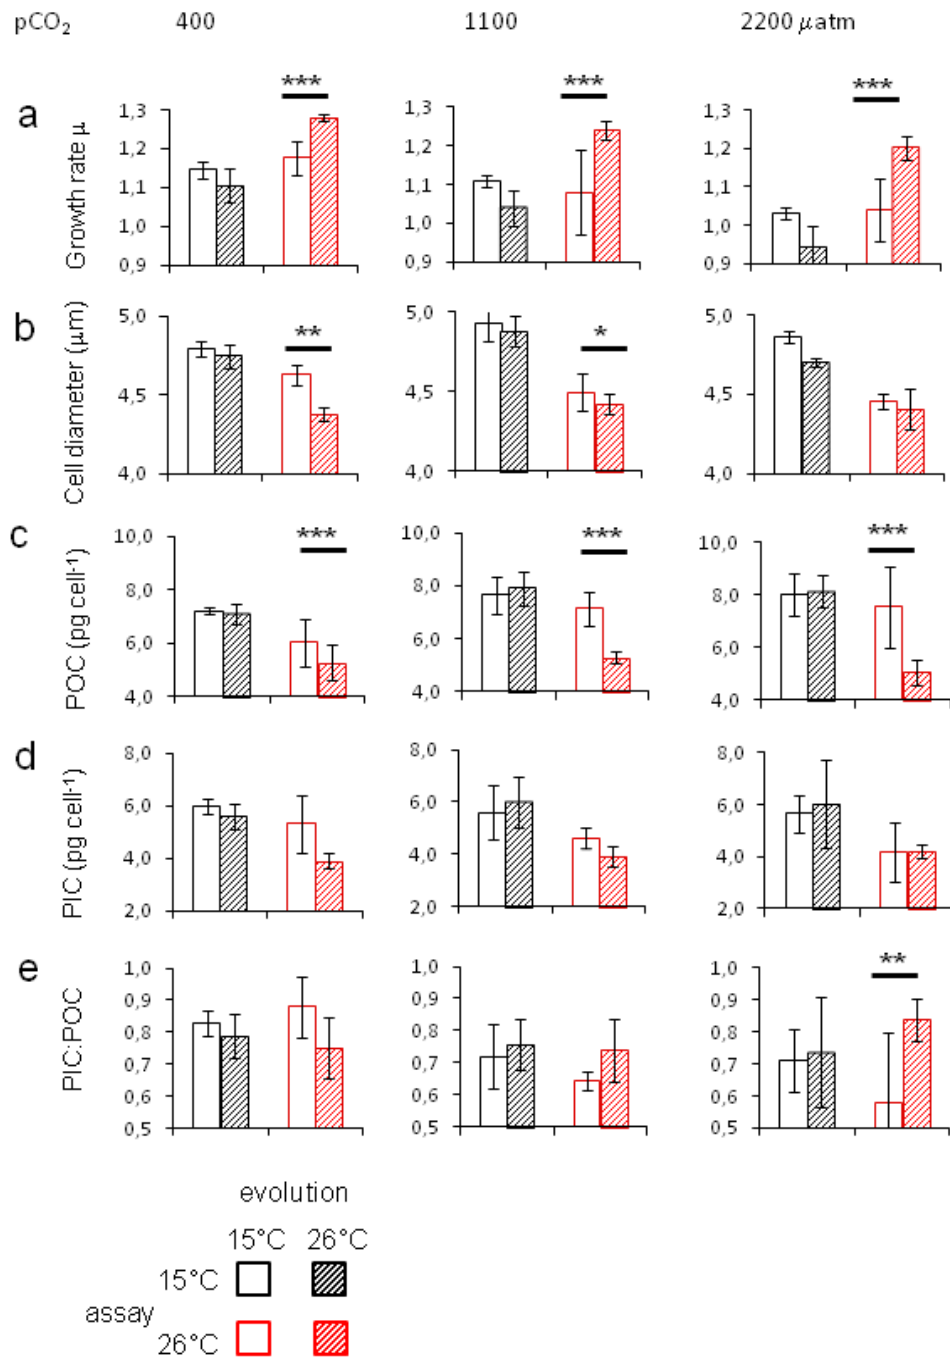 pCO₂ 400 1100 2200 µatm
a
*** *** ***
Growth rate µ
1,3 1,3 1,3
1,2 1,2 1,2
1,1 1,1 1,1
1,0 1,0 1,0
0,9 0,9 0,9
b
** *
Cell diameter (µm)
5,0 5,0 5,0
4,5 4,5 4,5
4,0 4,0 4,0
c
*** *** ***
POC (pg cell-1)
10,0 10,0 10,0
8,0 8,0 8,0
6,0 6,0 6,0
4,0 4,0 4,0
d
PIC (pg cell-1)
8,0 8,0 8,0
6,0 6,0 6,0
4,0 4,0 4,0
2,0 2,0 2,0
e
**
PIC:POC
1,0 1,0 1,0
0,9 0,9 0,9
0,8 0,8 0,8
0,7 0,7 0,7
0,6 0,6 0,6
0,5 0,5 0,5
evolution
15°C 26°C
15°C
assay
26°C